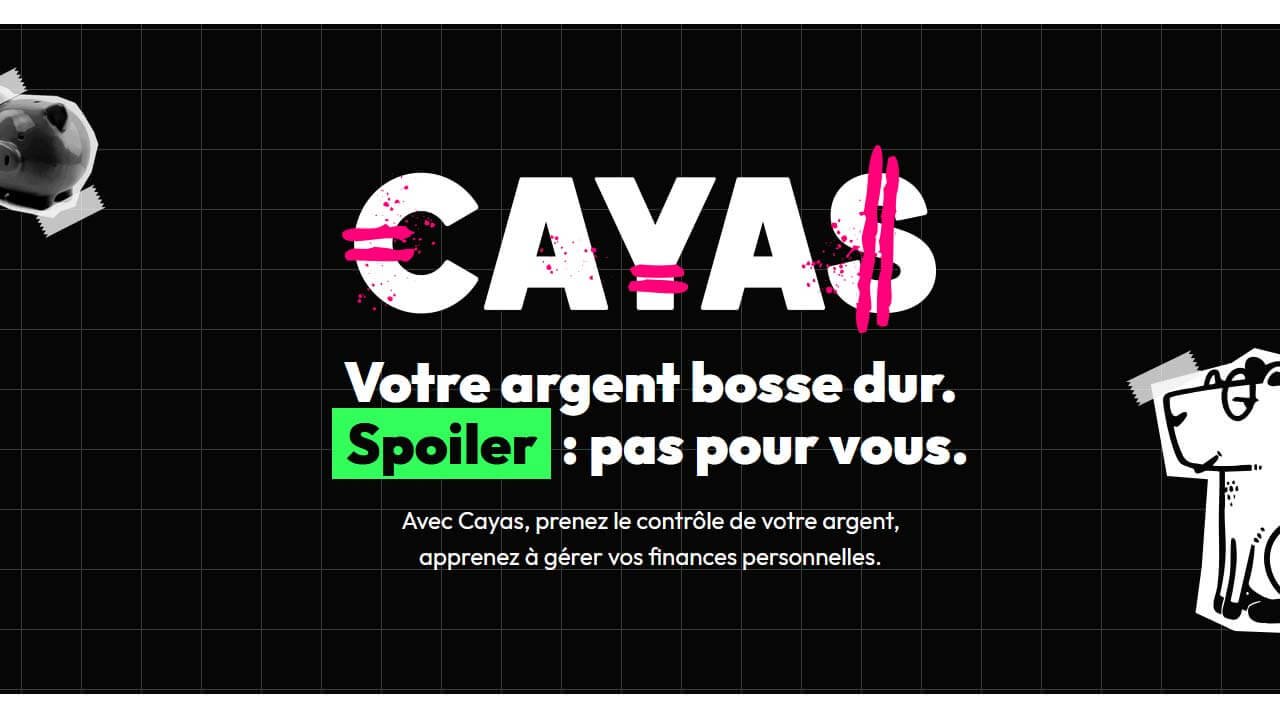 CAYAS
Votre argent bosse dur.
Spoiler : pas pour vous.
Avec Cayas, prenez le contrôle de votre argent,
apprenez à gérer vos finances personnelles.